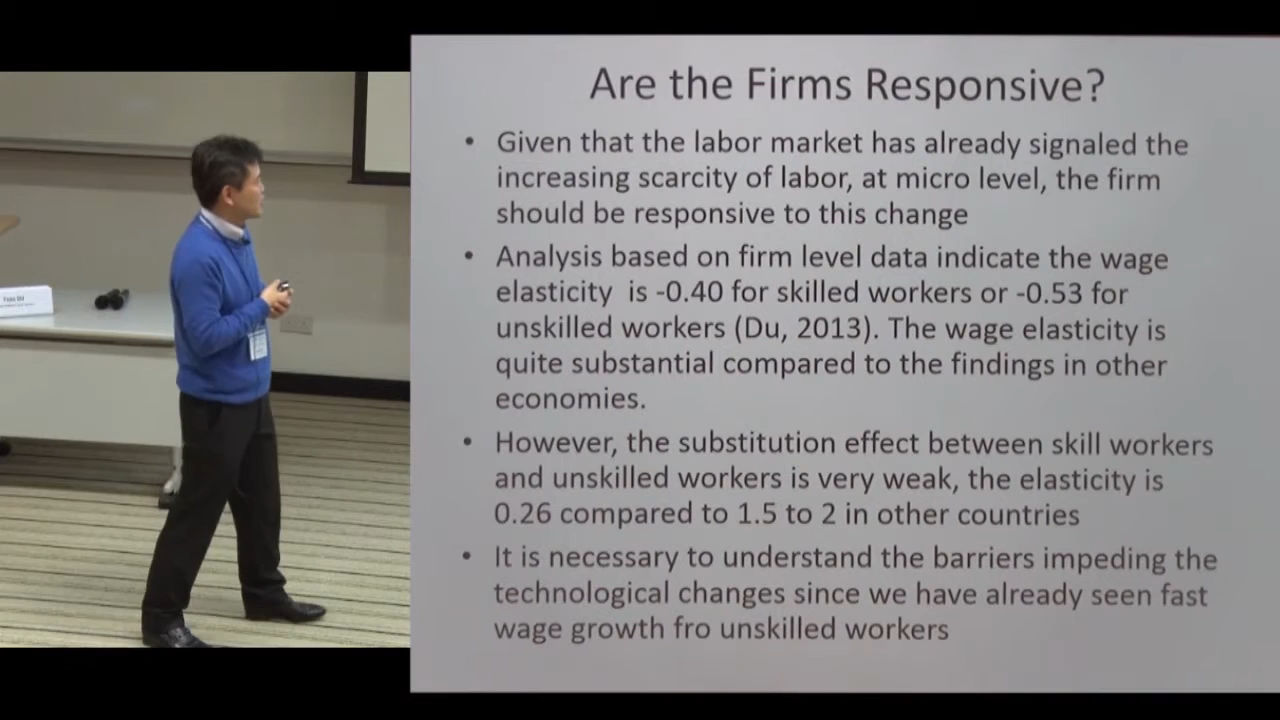 Are the Firms Responsive?
• Given that the labor market has already signaled the
increasing scarcity of labor, at micro level, the firm
should be responsive to this change
• Analysis based on firm level data indicate the wage
elasticity is -0.40 for skilled workers or -0.53 for
unskilled workers (Du, 2013). The wage elasticity is
quite substantial compared to the findings in other
economies.
• However, the substitution effect between skill workers
and unskilled workers is very weak, the elasticity is
0.26 compared to 1.5 to 2 in other countries
• It is necessary to understand the barriers impeding the
technological changes since we have already seen fast
wage growth fro unskilled workers